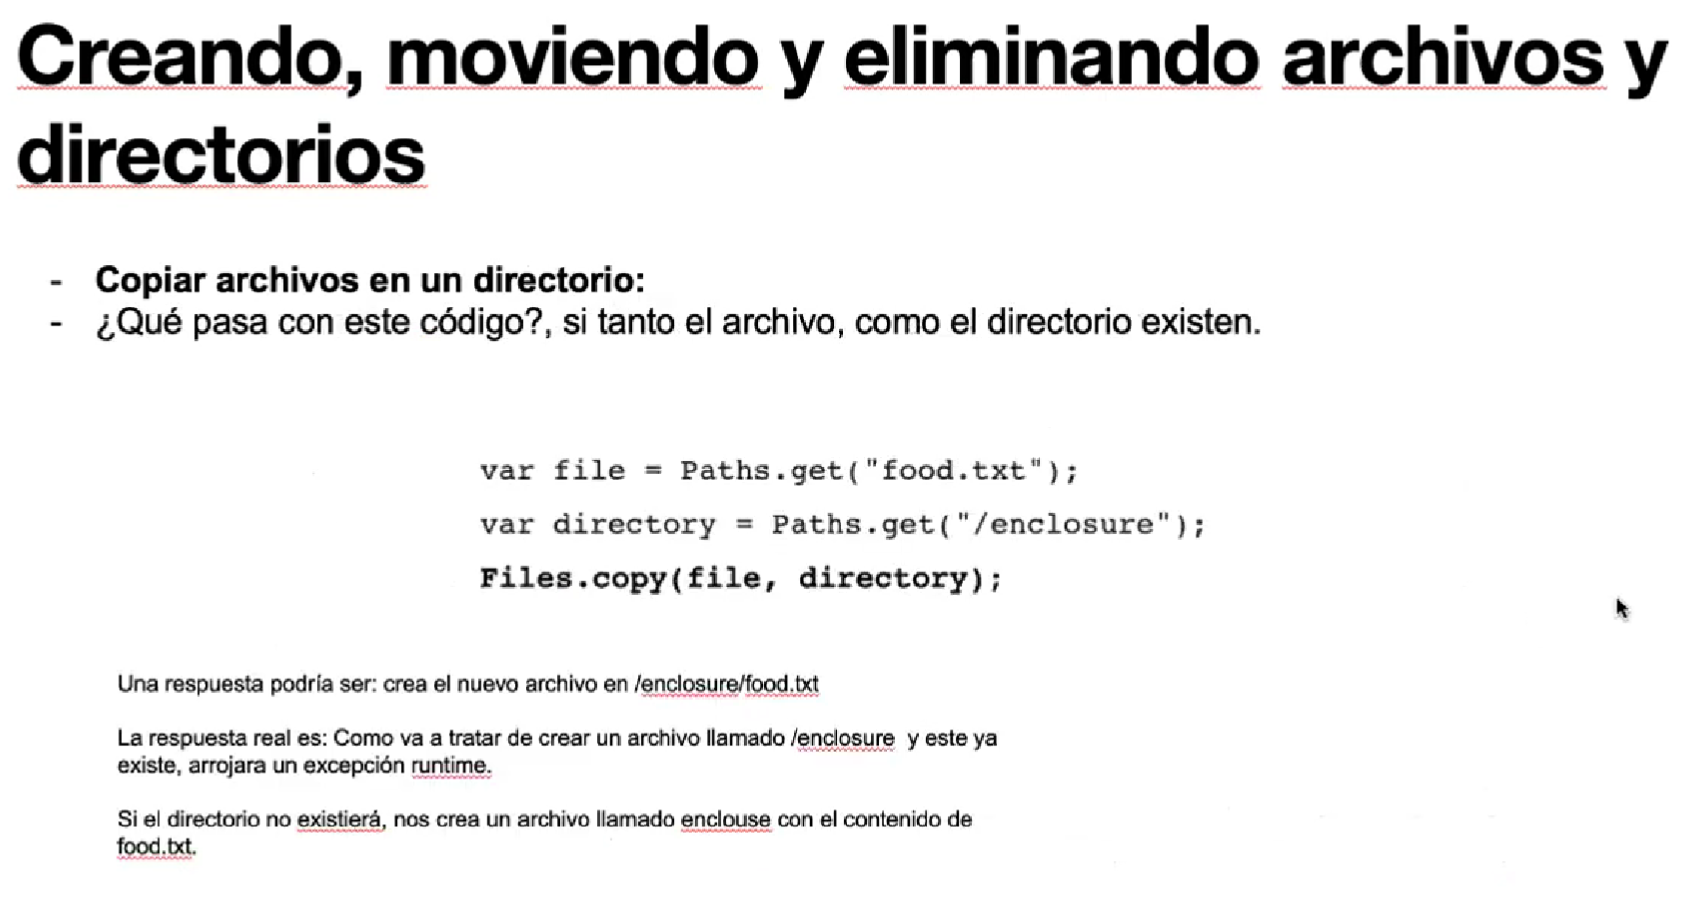 Creando, moviendo y eliminando archivos y
directorios
- Copiar archivos en un directorio:
- ¿Qué pasa con este código?, si tanto el archivo, como el directorio existen.
var file = Paths.get("food.txt");
var directory = Paths.get("/enclosure");
Files.copy(file, directory);
Una respuesta podría ser: crea el nuevo archivo en /enclosure/food.txt
La respuesta real es: Como va a tratar de crear un archivo llamado /enclosure y este ya
existe, arrojara un excepción runtime.
Si el directorio no existierá, nos crea un archivo llamado enclouse con el contenido de
food.txt.